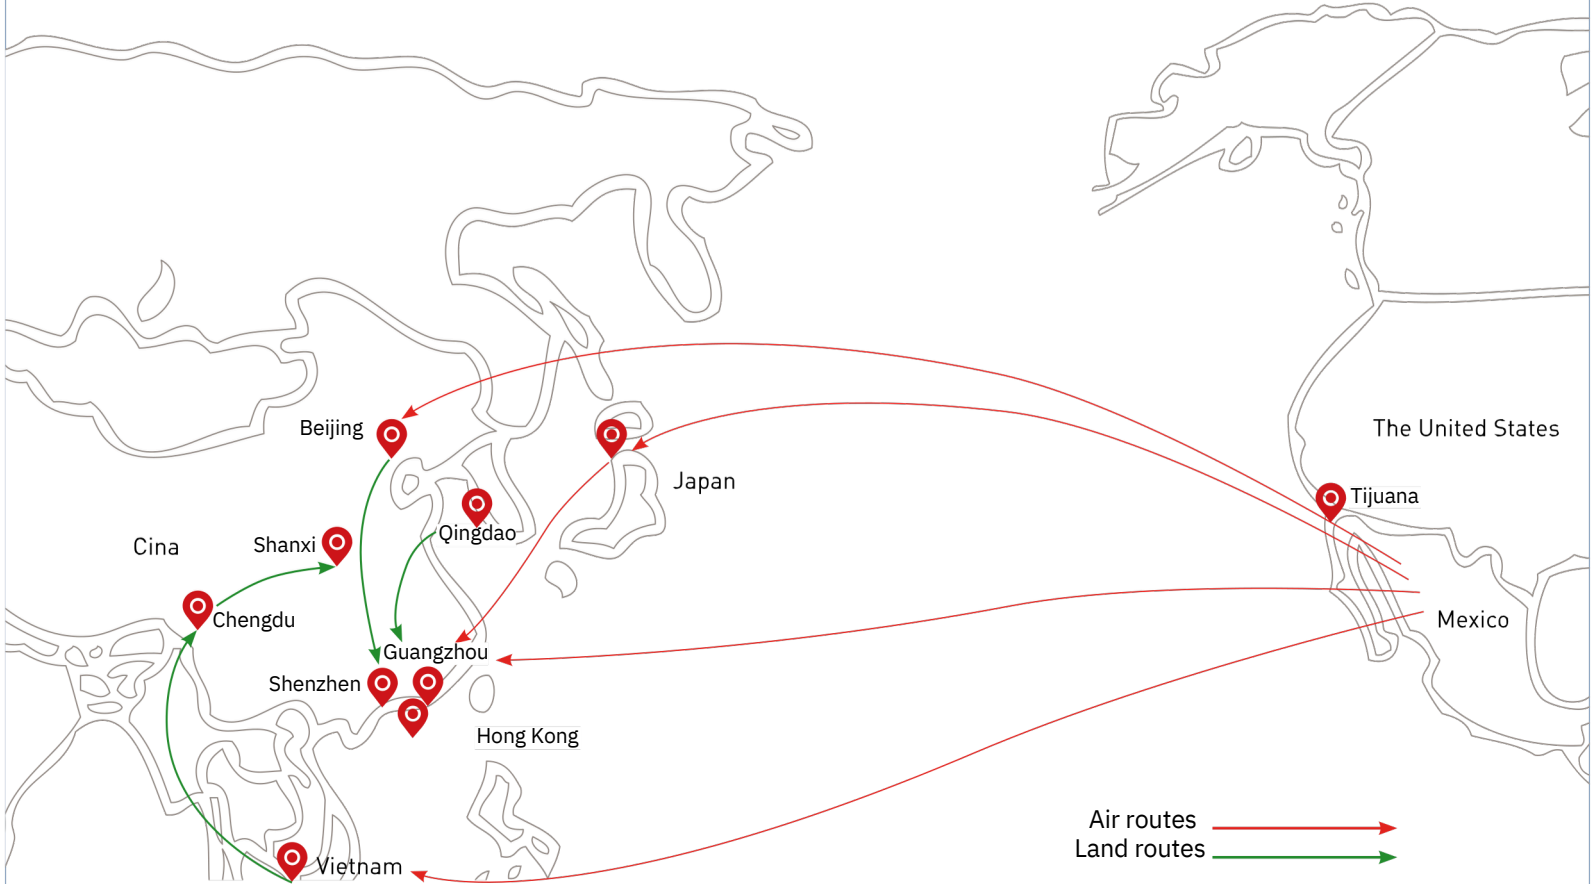 Beijing
The United States
Japan
Tijuana
Qingdao
Cina
Shanxi
Chengdu
Mexico
Guangzhou
Shenzhen
Hong Kong
Air routes
Land routes
Vietnam